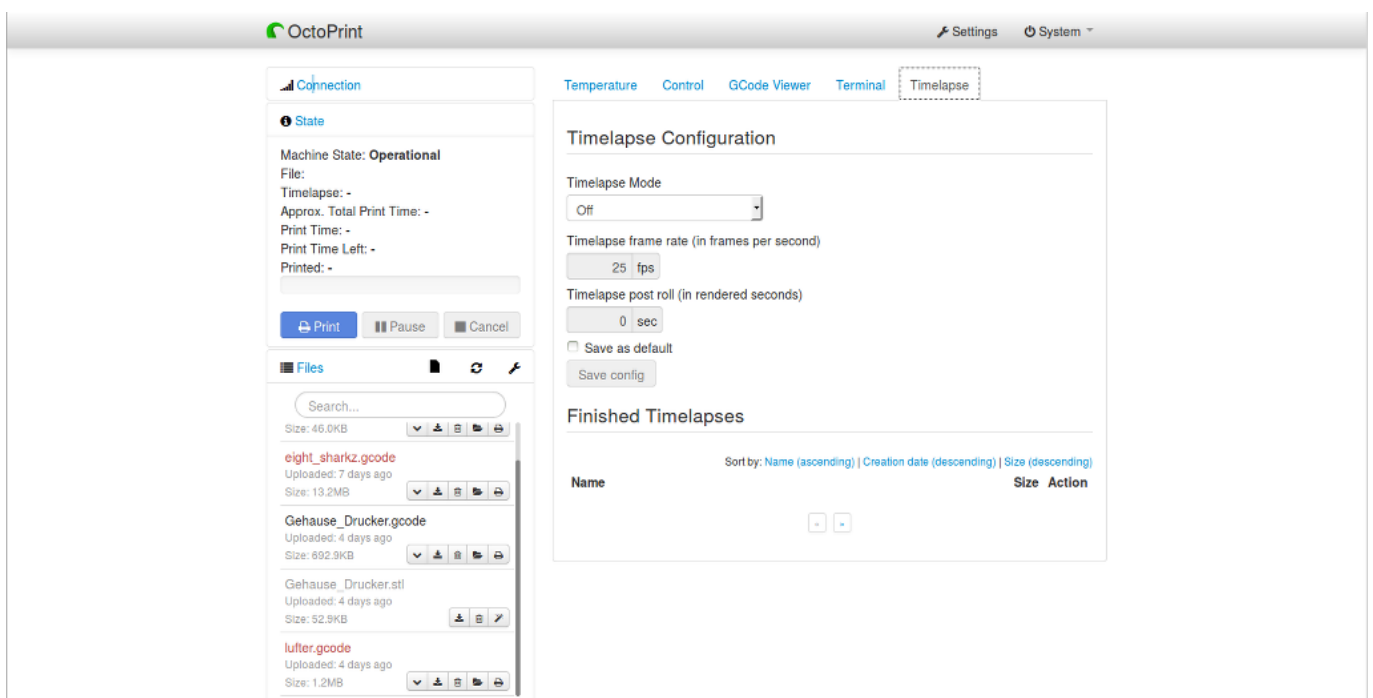 OctoPrint
Settings
System
Connection
State
Machine State: Operational
File:
Timelapse: -
Approx. Total Print Time: -
Print Time: -
Print Time Left: -
Printed: -
Print
Pause
Cancel
Files
Search...
Size: 46.0KB
eight_sharkz.gcode
Uploaded: 7 days ago
Size: 13.2MB
Gehause_Drucker.gcode
Uploaded: 4 days ago
Size: 692.9KB
Gehause_Drucker.stl
Uploaded: 4 days ago
Size: 52.9KB
lufter.gcode
Uploaded: 4 days ago
Size: 1.2MB
Temperature
Control
GCode Viewer
Terminal
Timelapse
Timelapse Configuration
Timelapse Mode
Off
Timelapse frame rate (in frames per second)
25 fps
Timelapse post roll (in rendered seconds)
0 sec
Save as default
Save config
Finished Timelapses
Sort by: Name (ascending) | Creation date (descending) | Size (descending)
Name Size Action
« »